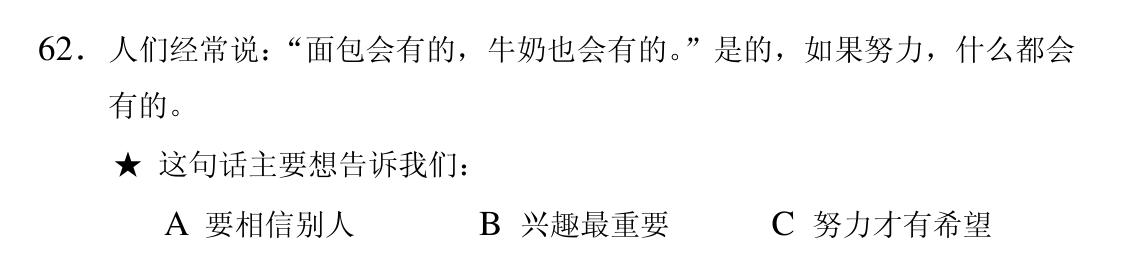 62. 人们经常说：“面包会有的，牛奶也会有的。”是的，如果努力，什么都会
有的。
★ 这句话主要想告诉我们：
A 要相信别人 B 兴趣最重要 C 努力才有希望